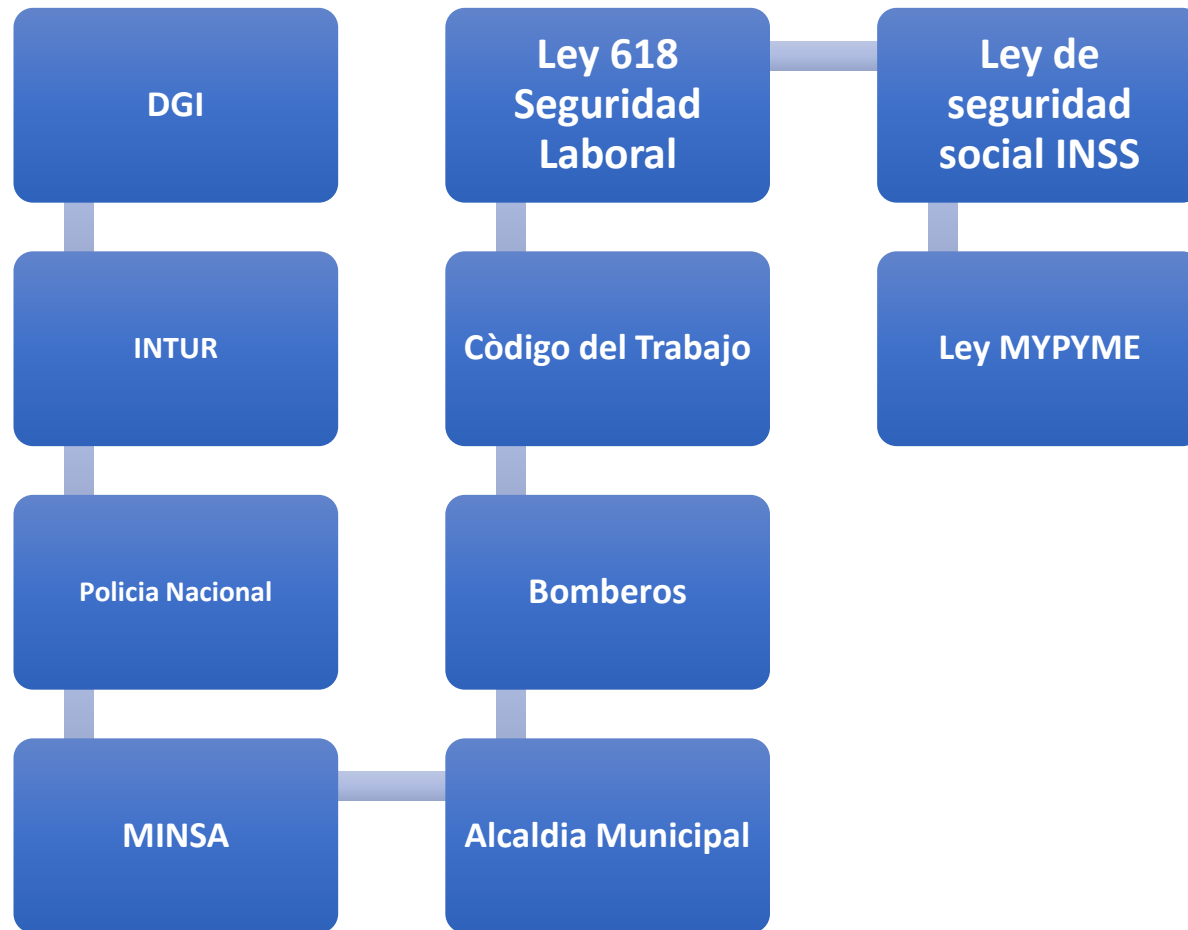 DGI
INTUR
Policia Nacional
MINSA
Alcaldia Municipal
Bomberos
Còdigo del Trabajo
Ley 618
Seguridad
Laboral
Ley de
seguridad
social INSS
Ley MYPYME